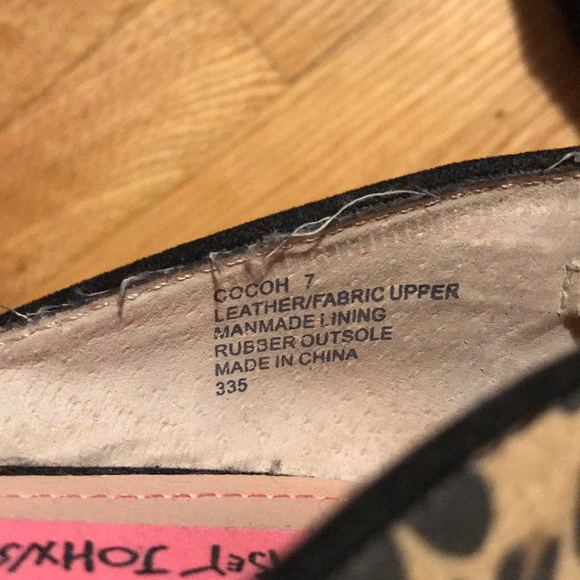 COCOH 7
LEATHER/FABRIC UPPER
MANMADE LINING
RUBBER OUTSOLE
MADE IN CHINA
335